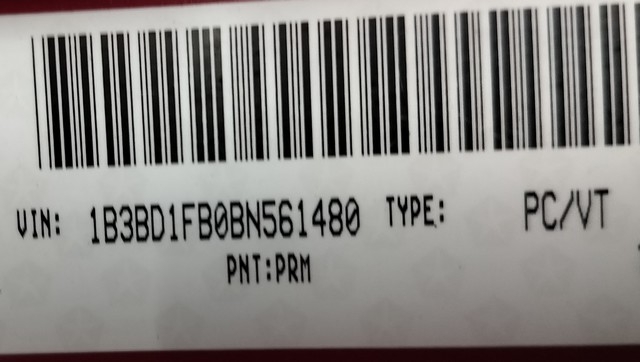 VIN: 1B3BD1FB0BN561480 TYPE: PC/VT
PNT:PRM